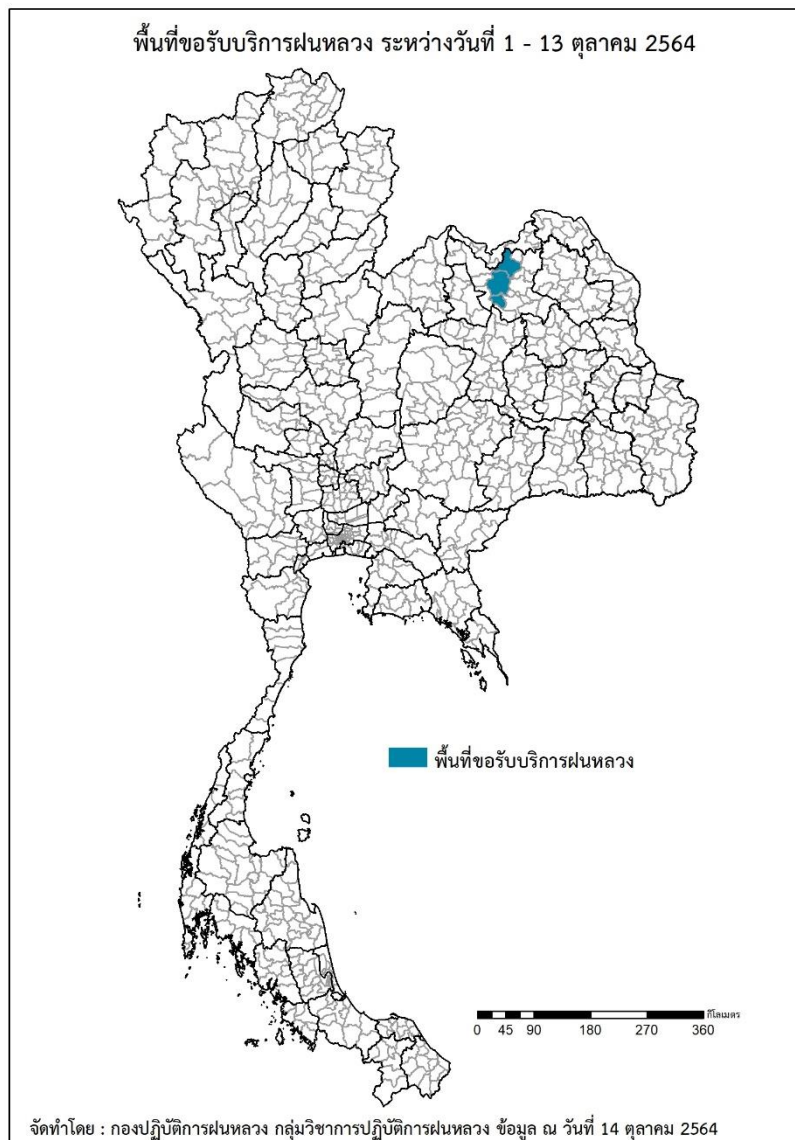 พื้นที่ขอรับบริการฝนหลวง ระหว่างวันที่ 1 - 13 ตุลาคม 2564
พื้นที่ขอรับบริการฝนหลวง
กิโลเมตร
0 45 90 180 270 360
จัดทำโดย : กองปฏิบัติการฝนหลวง กลุ่มวิชาการปฏิบัติการฝนหลวง ข้อมูล ณ วันที่ 14 ตุลาคม 2564